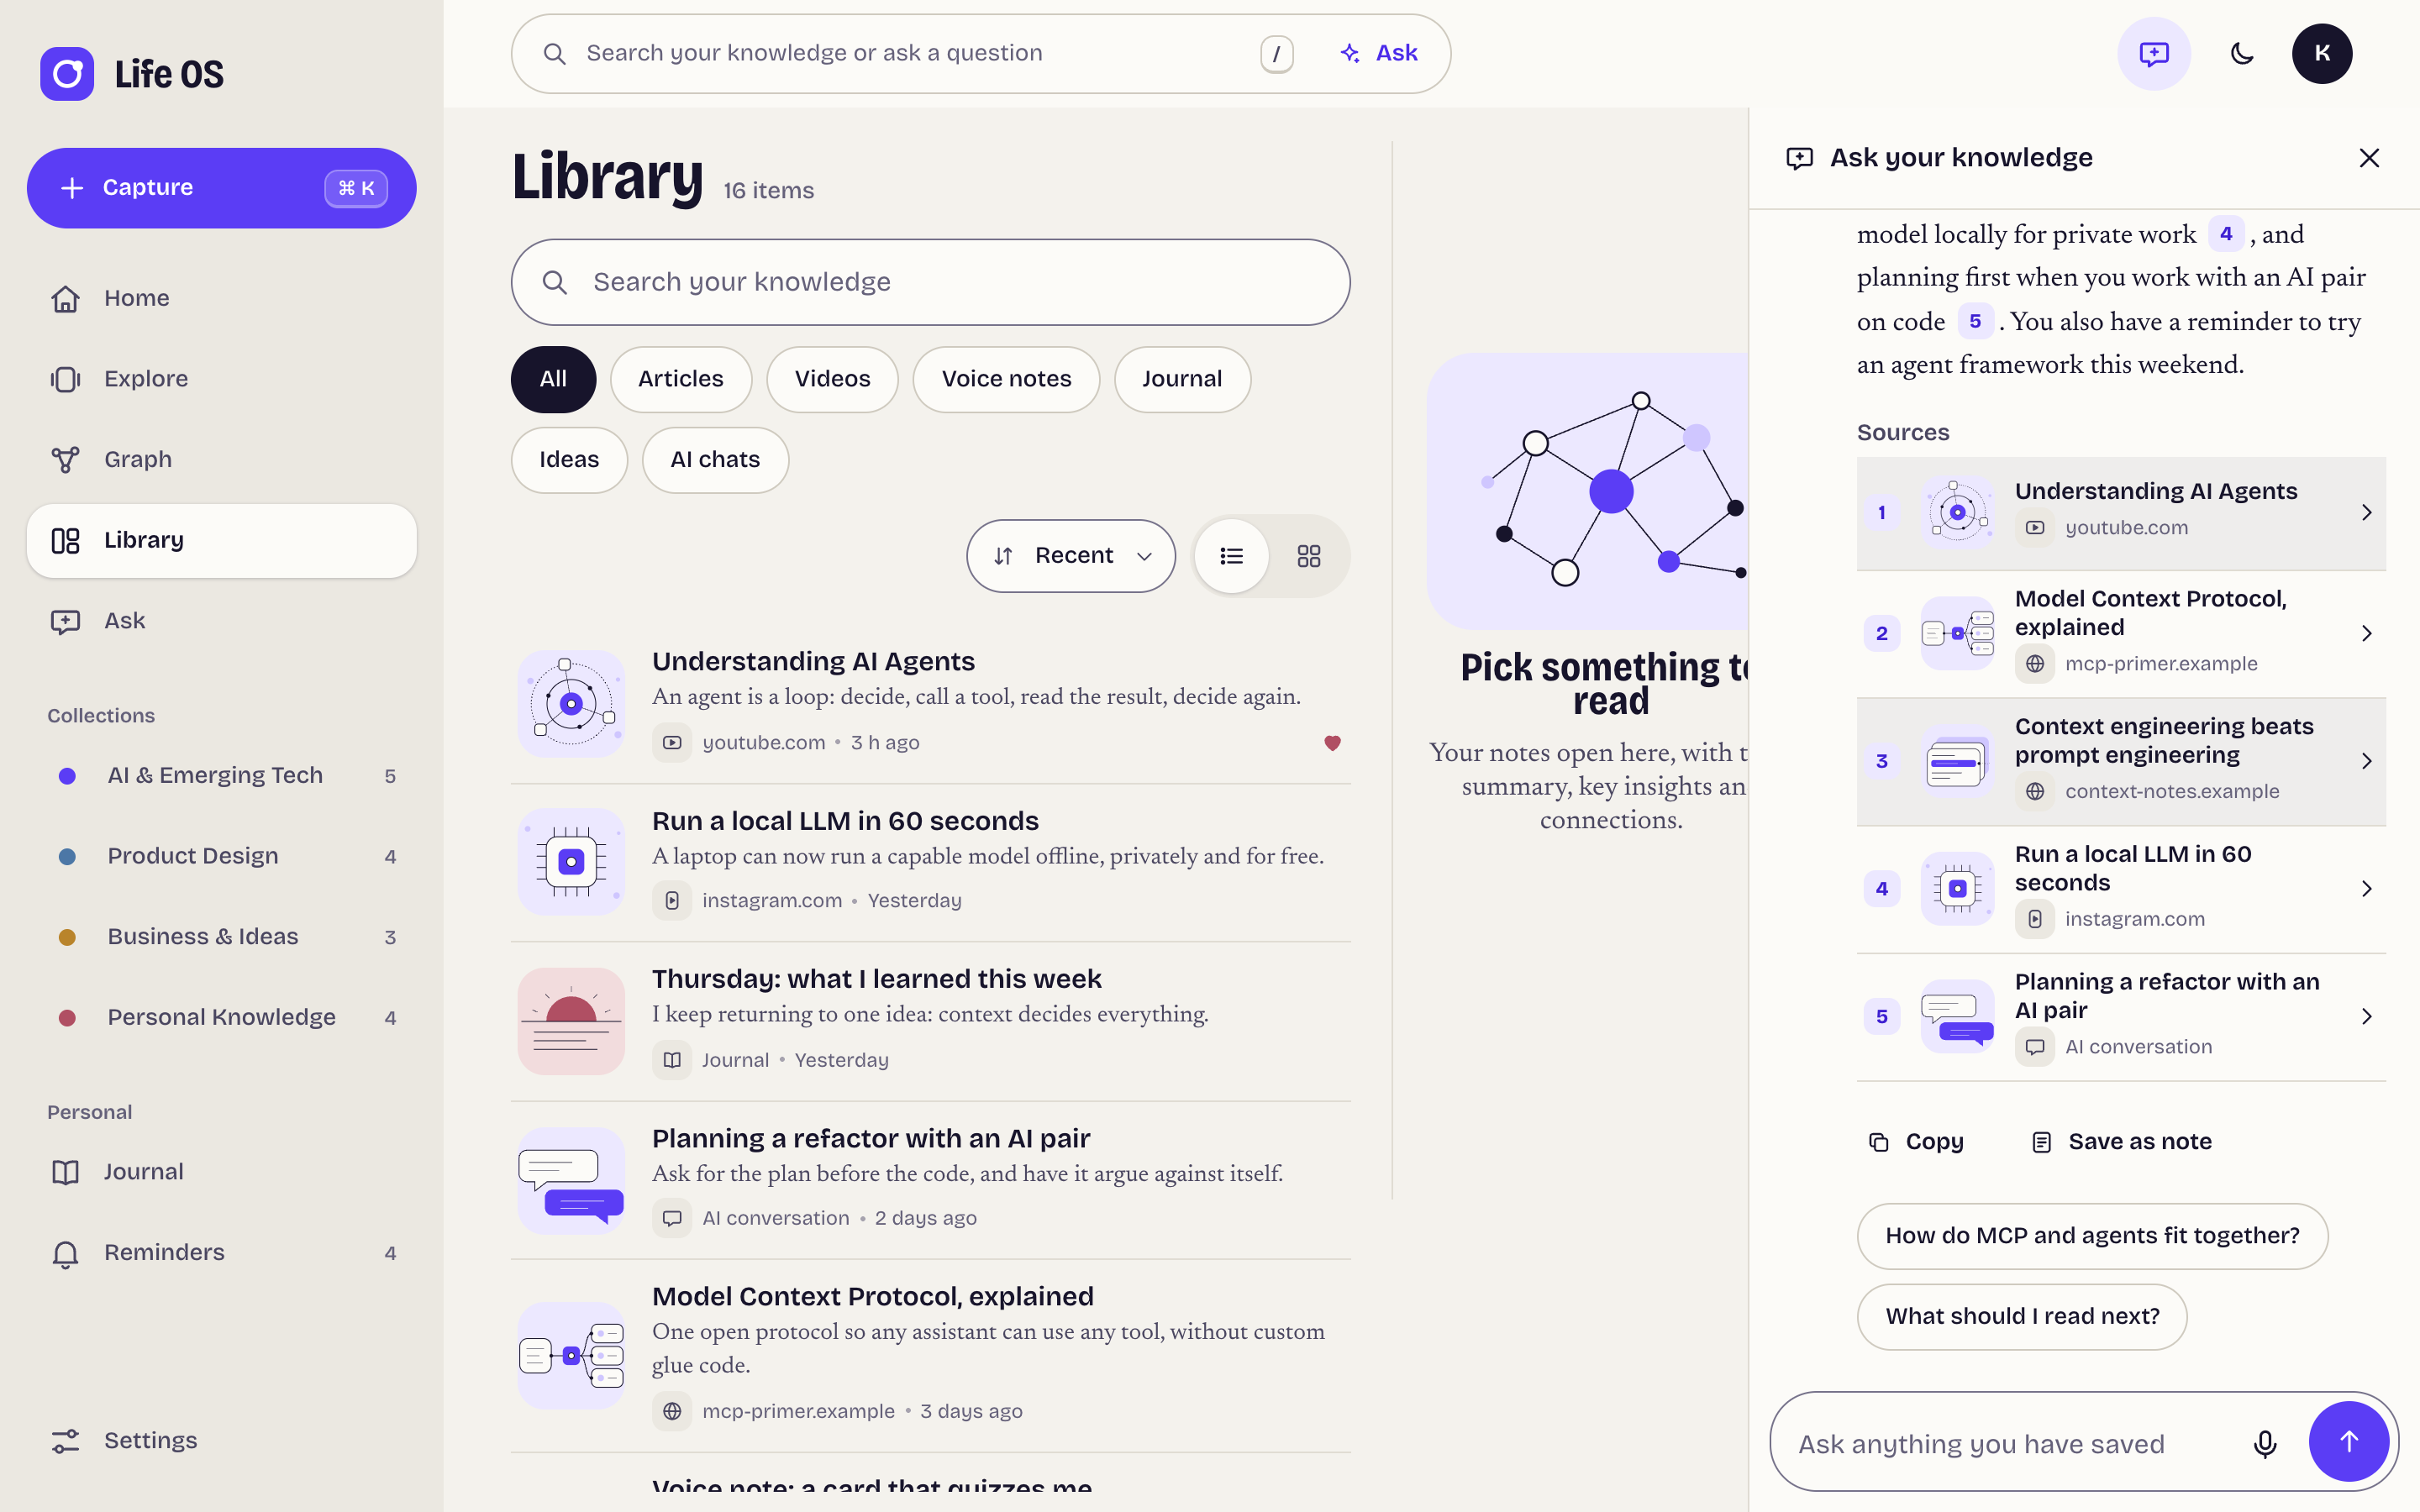 Life OS
Capture
⌘ K
Home
Explore
Graph
Library
Ask
Collections
AI & Emerging Tech 5
Product Design 4
Business & Ideas 3
Personal Knowledge 4
Personal
Journal
Reminders 4
Settings
Search your knowledge or ask a question
/
Ask
K
Library 16 items
Search your knowledge
All Articles Videos Voice notes Journal
Ideas AI chats
Recent
Understanding AI Agents
An agent is a loop: decide, call a tool, read the result, decide again.
youtube.com • 3 h ago
Run a local LLM in 60 seconds
A laptop can now run a capable model offline, privately and for free.
instagram.com • Yesterday
Thursday: what I learned this week
I keep returning to one idea: context decides everything.
Journal • Yesterday
Planning a refactor with an AI pair
Ask for the plan before the code, and have it argue against itself.
AI conversation • 2 days ago
Model Context Protocol, explained
One open protocol so any assistant can use any tool, without custom
glue code.
mcp-primer.example • 3 days ago
Voice note: a card that quizzes me
Pick something to
read
Your notes open here, with
summary, key insights
connections.
Ask your knowledge
model locally for private work 4 , and
planning first when you work with an AI pair
on code 5 . You also have a reminder to try
an agent framework this weekend.
Sources
1
Understanding AI Agents
youtube.com
2
Model Context Protocol,
explained
mcp-primer.example
3
Context engineering beats
prompt engineering
context-notes.example
4
Run a local LLM in 60
seconds
instagram.com
5
Planning a refactor with an
AI pair
AI conversation
Copy
Save as note
How do MCP and agents fit together?
What should I read next?
Ask anything you have saved